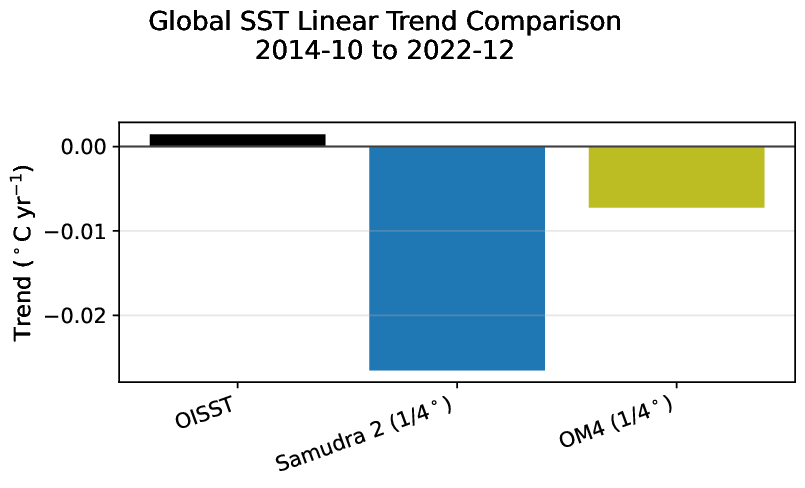 Global SST Linear Trend Comparison
2014-10 to 2022-12
Trend (°C yr⁻¹)
0.00
−0.01
−0.02
OISST
Samudra 2 (1/4°)
OM4 (1/4°)